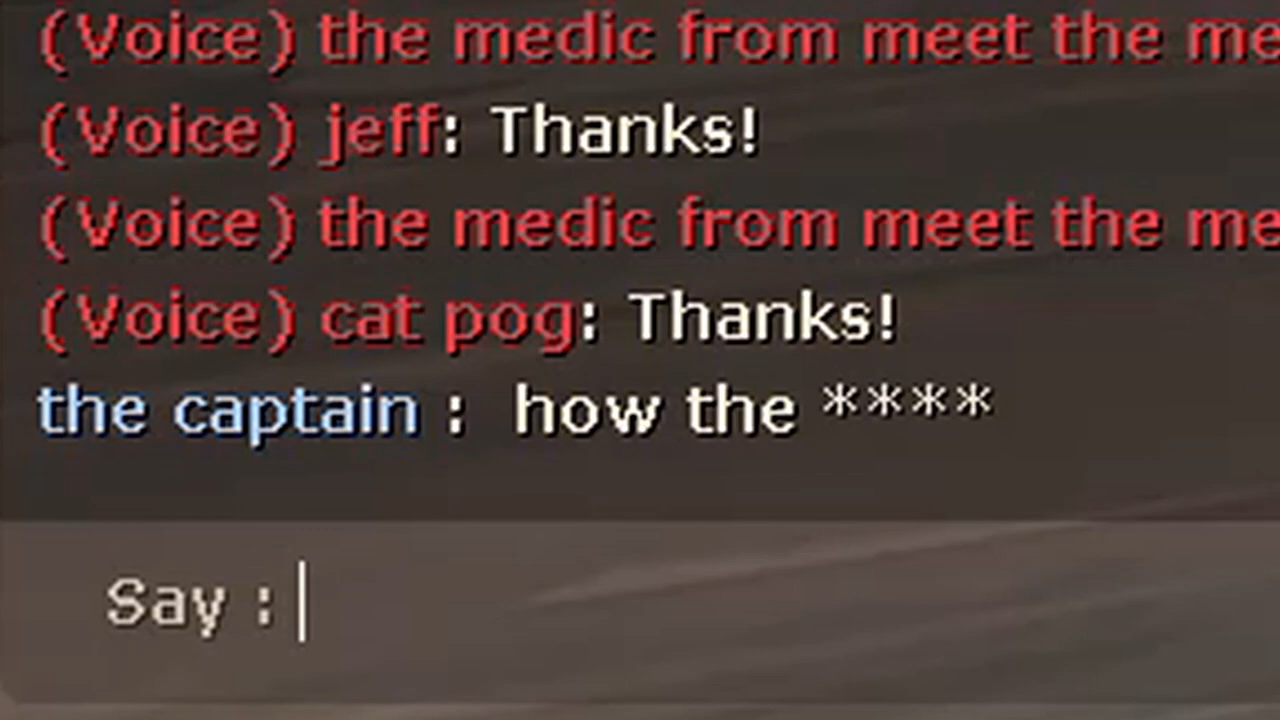 (Voice) the medic from meet the me
(Voice) jeff: Thanks!
(Voice) the medic from meet the me
(Voice) cat pog: Thanks!
the captain :  how the ****
Say :